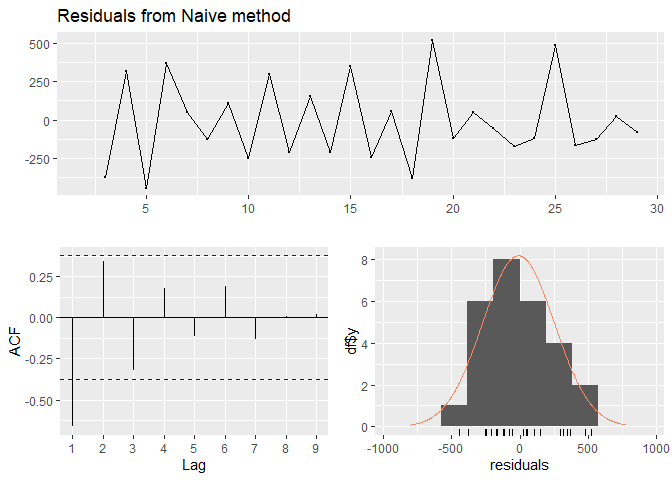 Residuals from Naive method
500
250
0
-250
5 10 15 20 25 30
ACF
0.25
0.00
-0.25
-0.50
1 2 3 4 5 6 7 8 9
Lag
df$y
8
6
4
2
0
-1000 -500 0 500 1000
residuals